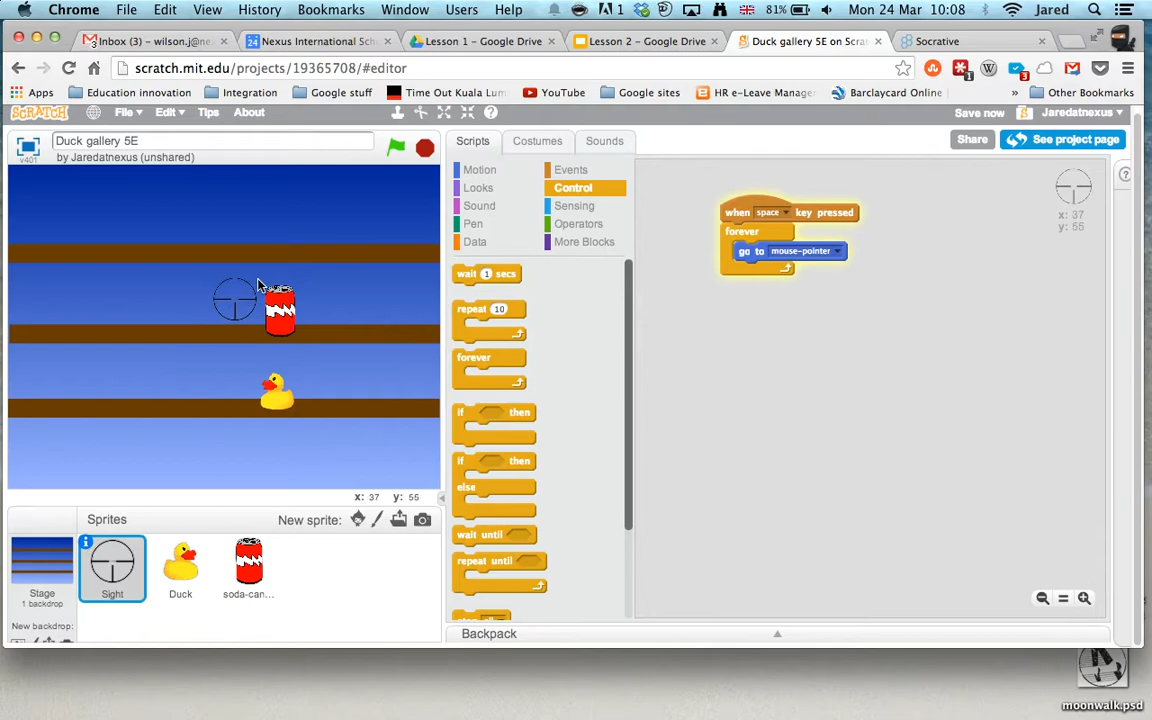 Chrome File Edit View History Bookmarks Window Users Help 1 81% Mon 24 Mar 10:08 Jared
Inbox (3) – wilson.j@ne Nexus International Sch Lesson 1 – Google Drive Lesson 2 – Google Drive Duck gallery 5E on Scra Socrative
scratch.mit.edu/projects/19365708/#editor
Apps Education innovation Integration Time Out Kuala Lum YouTube Google sites HR e-Leave Manage Barclaycard Online » Other Bookmarks
SCRATCH File Edit Tips About Save now Jaredatnexus
Duck gallery 5E
by Jaredatnexus (unshared)
v401
Scripts Costumes Sounds
Share See project page
Motion Events
Looks Control
Sound Sensing
Pen Operators
Data More Blocks
wait 1 secs
repeat 10
forever
if then
if then
else
wait until
repeat until
when space key pressed
forever
go to mouse-pointer
x: 37
y: 55
x: 37 y: 55
Sprites New sprite:
Stage
1 backdrop
New backdrop:
Sight
Duck
soda-can...
Backpack
moonwalk.psd